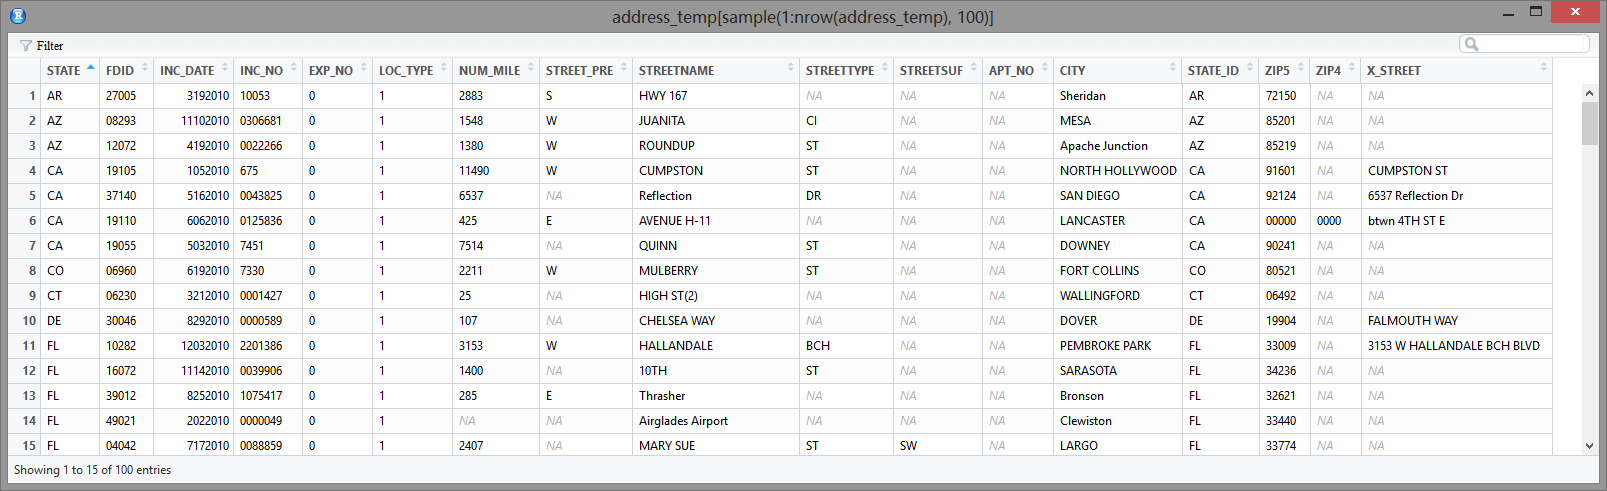 R address_temp[sample(1:nrow(address_temp), 100)]
Filter
STATE FDID INC_DATE INC_NO EXP_NO LOC_TYPE NUM_MILE STREET_PRE STREETNAME STREETTYPE STREETSUF APT_NO CITY STATE_ID ZIP5 ZIP4 X_STREET
1 AR 27005 3192010 10053 0 1 2883 S HWY 167 NA NA NA Sheridan AR 72150 NA NA
2 AZ 08293 11102010 0306681 0 1 1548 W JUANITA CI NA NA MESA AZ 85201 NA NA
3 AZ 12072 4192010 0022266 0 1 1380 W ROUNDUP ST NA NA Apache Junction AZ 85219 NA NA
4 CA 19105 1052010 675 0 1 11490 W CUMPSTON ST NA NA NORTH HOLLYWOOD CA 91601 NA CUMPSTON ST
5 CA 37140 5162010 0043825 0 1 6537 NA Reflection DR NA NA SAN DIEGO CA 92124 NA 6537 Reflection Dr
6 CA 19110 6062010 0125836 0 1 425 E AVENUE H-11 NA NA NA LANCASTER CA 00000 0000 btwn 4TH ST E
7 CA 19055 5032010 7451 0 1 7514 NA QUINN ST NA NA DOWNEY CA 90241 NA NA
8 CO 06960 6192010 7330 0 1 2211 W MULBERRY ST NA NA FORT COLLINS CO 80521 NA NA
9 CT 06230 3212010 0001427 0 1 25 NA HIGH ST(2) NA NA NA WALLINGFORD CT 06492 NA NA
10 DE 30046 8292010 0000589 0 1 107 NA CHELSEA WAY NA NA NA DOVER DE 19904 NA FALMOUTH WAY
11 FL 10282 12032010 2201386 0 1 3153 W HALLANDALE BCH NA NA PEMBROKE PARK FL 33009 NA 3153 W HALLANDALE BCH BLVD
12 FL 16072 11142010 0039906 0 1 1400 NA 10TH ST NA NA SARASOTA FL 34236 NA NA
13 FL 39012 8252010 1075417 0 1 285 E Thrasher NA NA NA Bronson FL 32621 NA NA
14 FL 49021 2022010 0000049 0 1 NA NA Airglades Airport NA NA NA Clewiston FL 33440 NA NA
15 FL 04042 7172010 0088859 0 1 2407 NA MARY SUE ST SW NA LARGO FL 33774 NA NA
Showing 1 to 15 of 100 entries